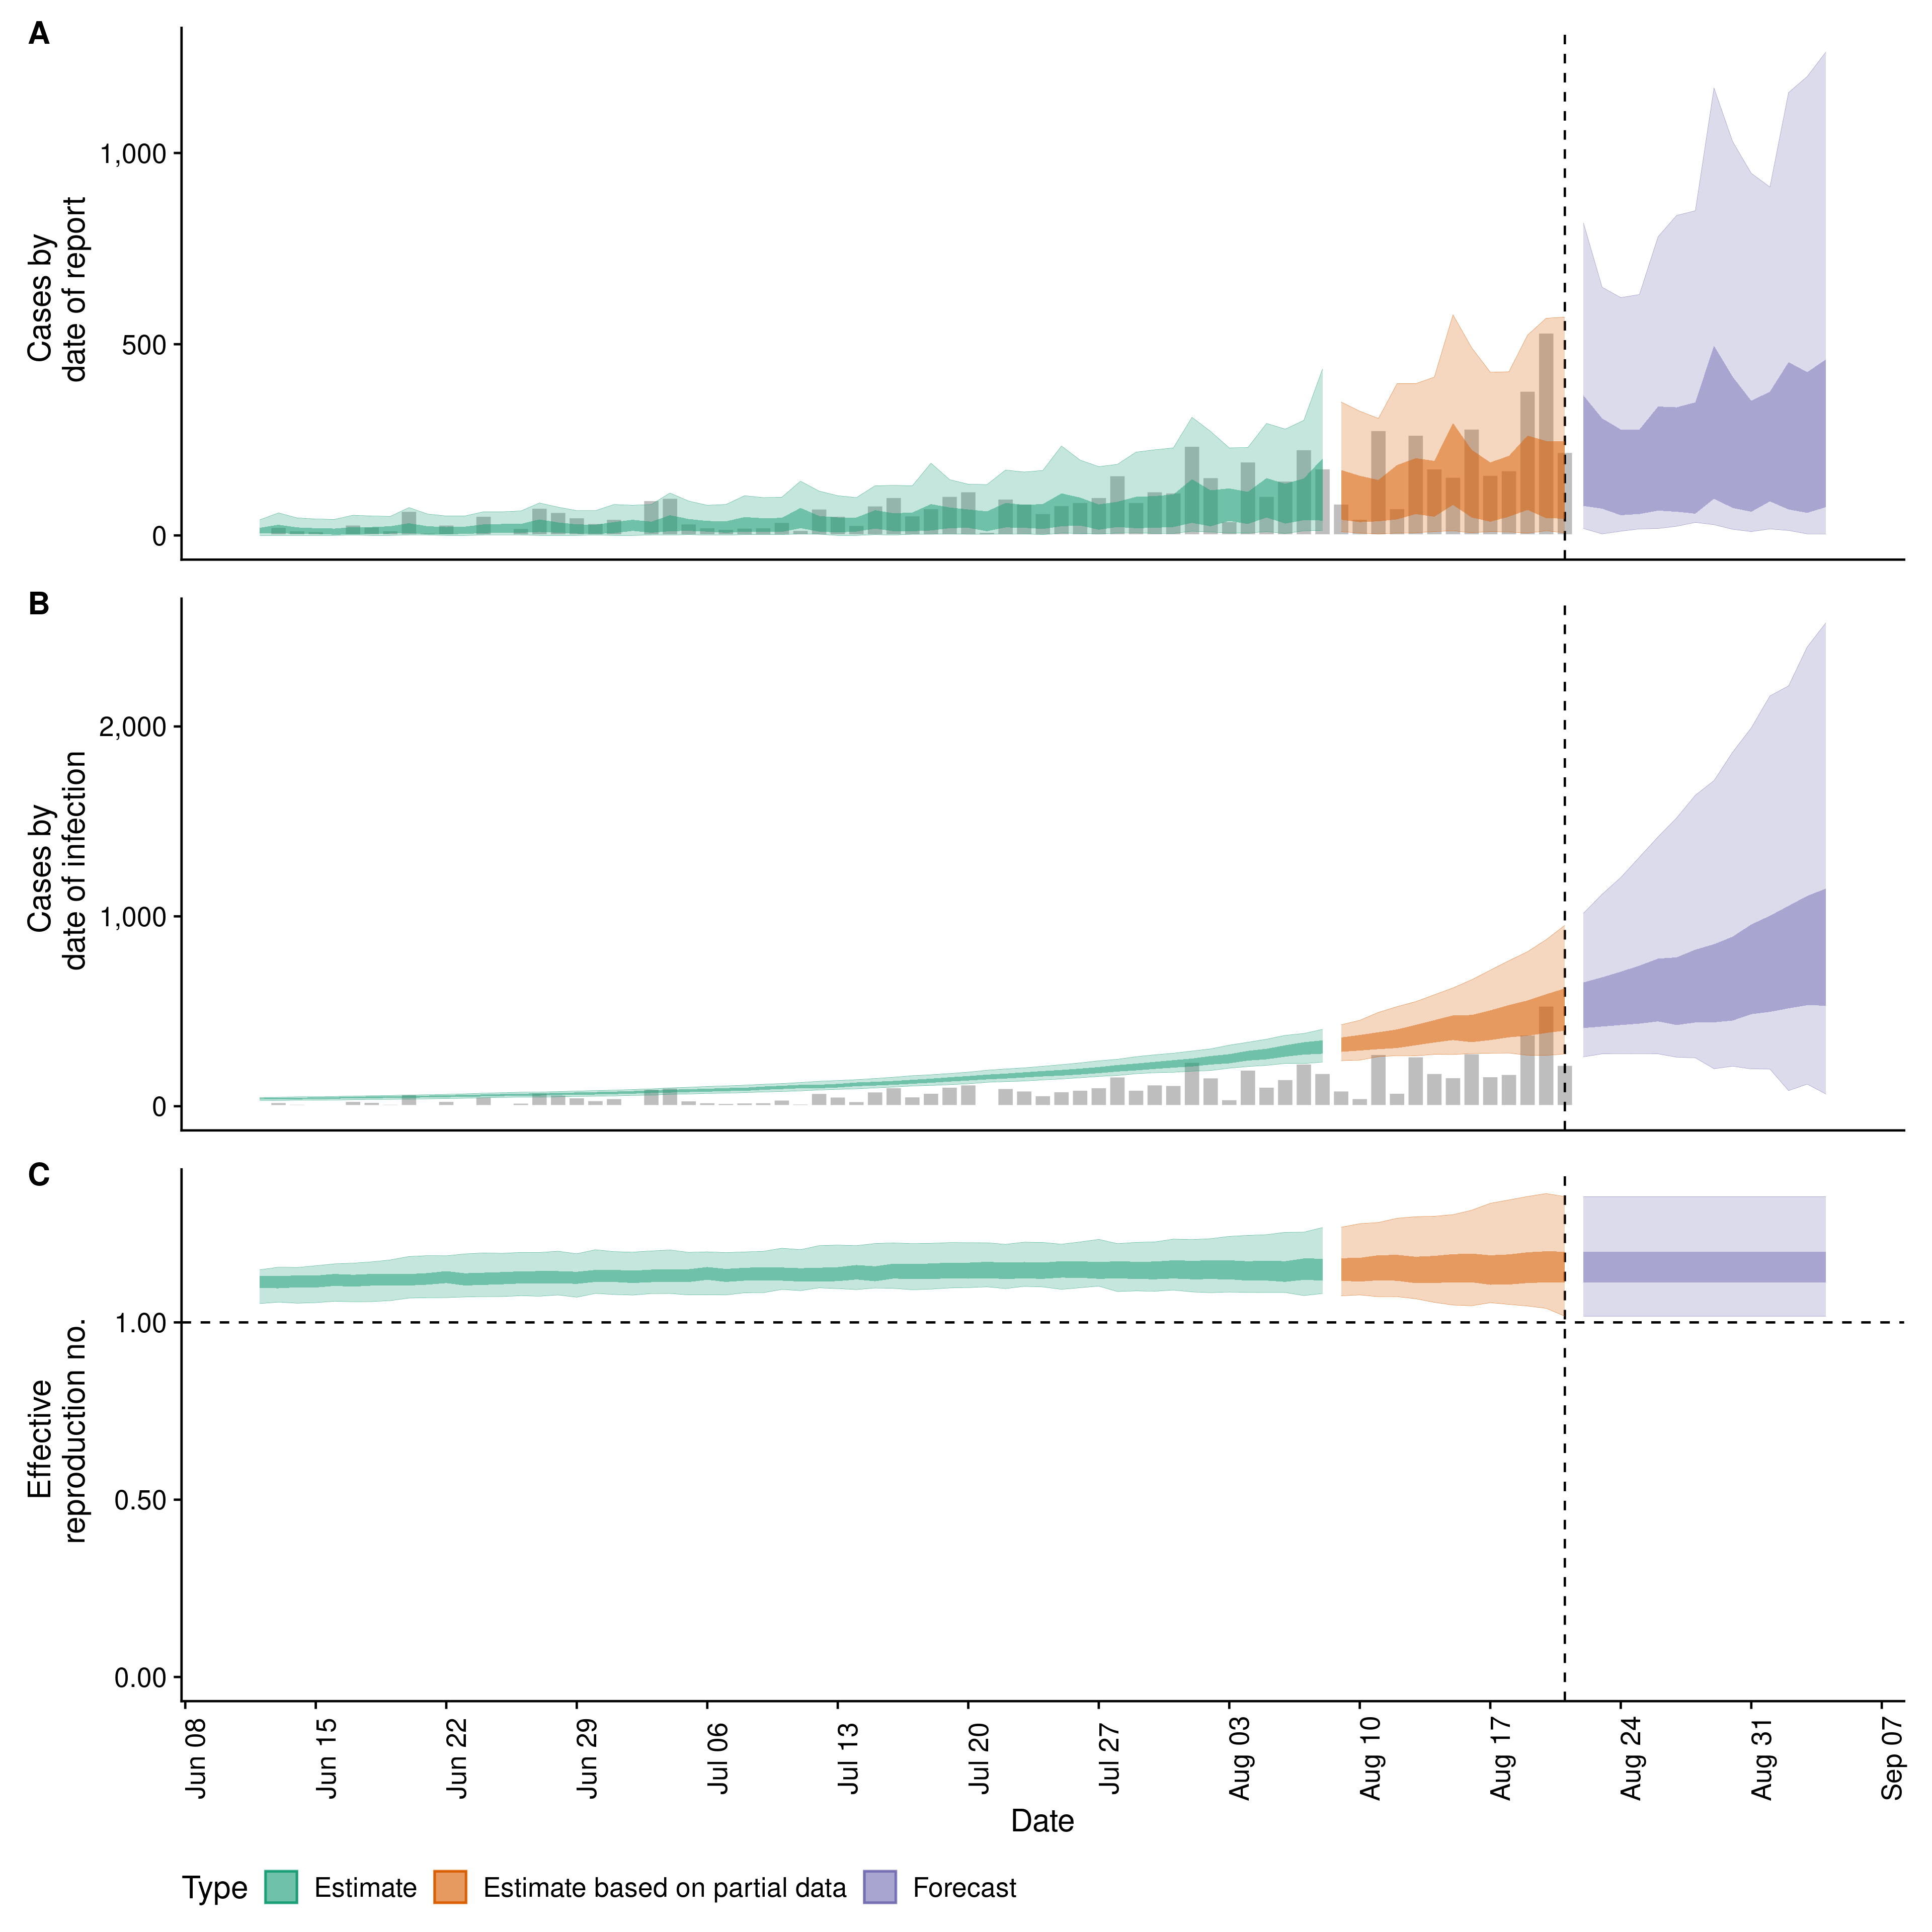 A
Cases by
date of report
1,000
500
0
B
Cases by
date of infection
2,000
1,000
0
C
Effective
reproduction no.
1.00
0.50
0.00
Jun 08
Jun 15
Jun 22
Jun 29
Jul 06
Jul 13
Jul 20
Jul 27
Aug 03
Aug 10
Aug 17
Aug 24
Aug 31
Sep 07
Date
Type Estimate Estimate based on partial data Forecast